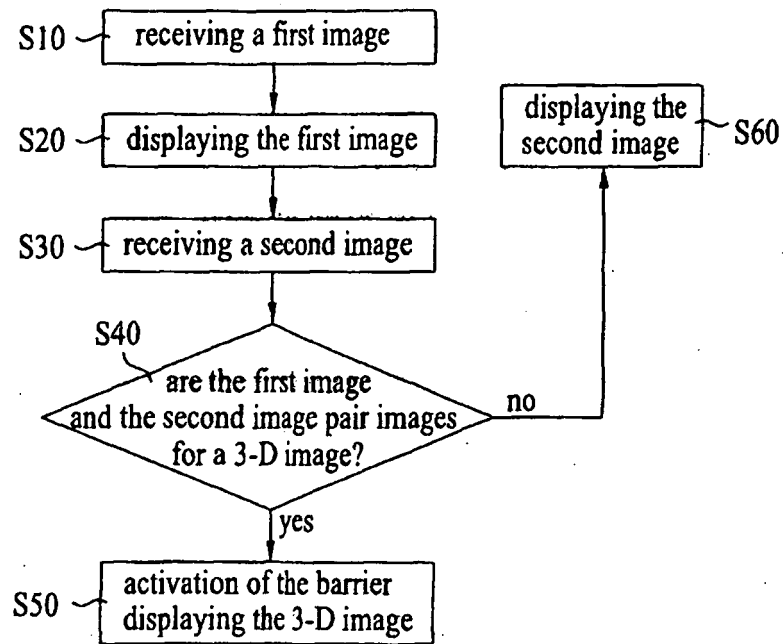 S10
receiving a first image
S20
displaying the first image
S30
receiving a second image
S40
are the first image
and the second image pair images
for a 3-D image?
no
displaying the
second image
S60
yes
S50
activation of the barrier
displaying the 3-D image